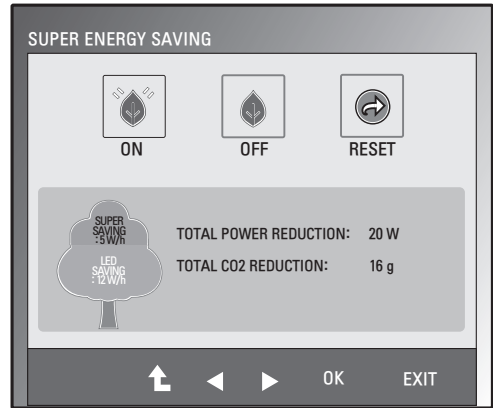 SUPER ENERGY SAVING
ON OFF RESET
SUPER
SAVING
: 5 W/h
LED
SAVING
: 12 W/h
TOTAL POWER REDUCTION: 20 W
TOTAL CO2 REDUCTION: 16 g
OK EXIT